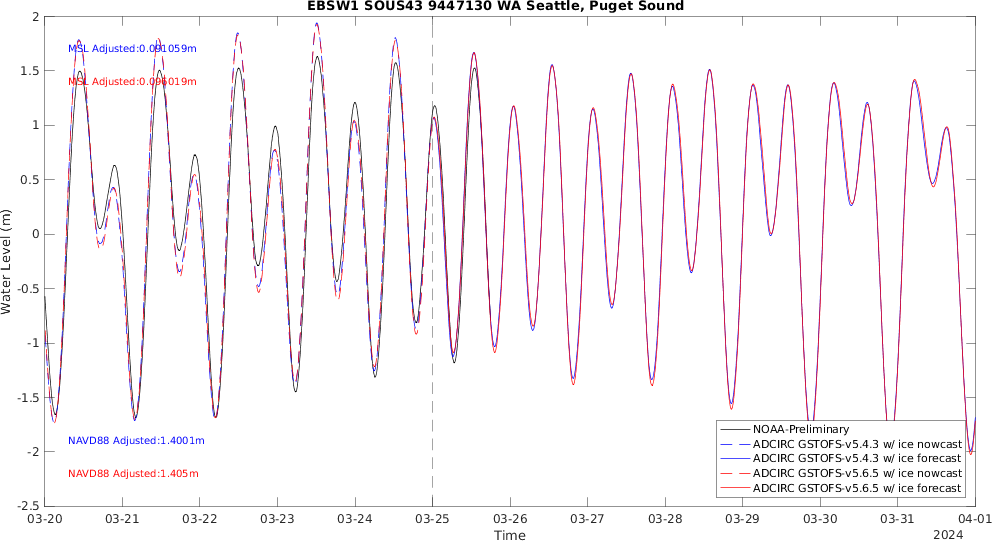 EBSW1 SOUS43 9447130 WA Seattle, Puget Sound
2
1.5
1
0.5
0
-0.5
-1
-1.5
-2
-2.5
Water Level (m)
MSL Adjusted:0.091059m
MSL Adjusted:0.096019m
NAVD88 Adjusted:1.4001m
NAVD88 Adjusted:1.405m
NOAA-Preliminary
ADCIRC GSTOFS-v5.4.3 w/ ice nowcast
ADCIRC GSTOFS-v5.4.3 w/ ice forecast
ADCIRC GSTOFS-v5.6.5 w/ ice nowcast
ADCIRC GSTOFS-v5.6.5 w/ ice forecast
03-20 03-21 03-22 03-23 03-24 03-25 03-26 03-27 03-28 03-29 03-30 03-31 04-01
Time
2024